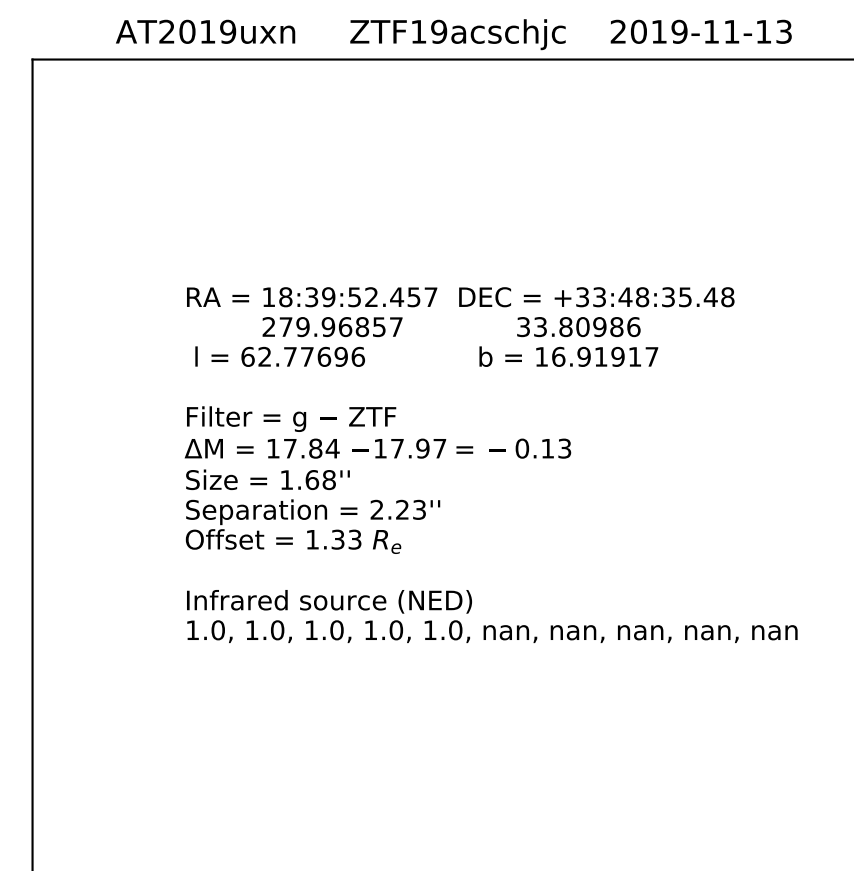 AT2019uxn ZTF19acschjc 2019-11-13
RA = 18:39:52.457 DEC = +33:48:35.48
279.96857 33.80986
l = 62.77696 b = 16.91917
Filter = g − ZTF
ΔM = 17.84 −17.97 = − 0.13
Size = 1.68''
Separation = 2.23''
Offset = 1.33 Re
Infrared source (NED)
1.0, 1.0, 1.0, 1.0, 1.0, nan, nan, nan, nan, nan